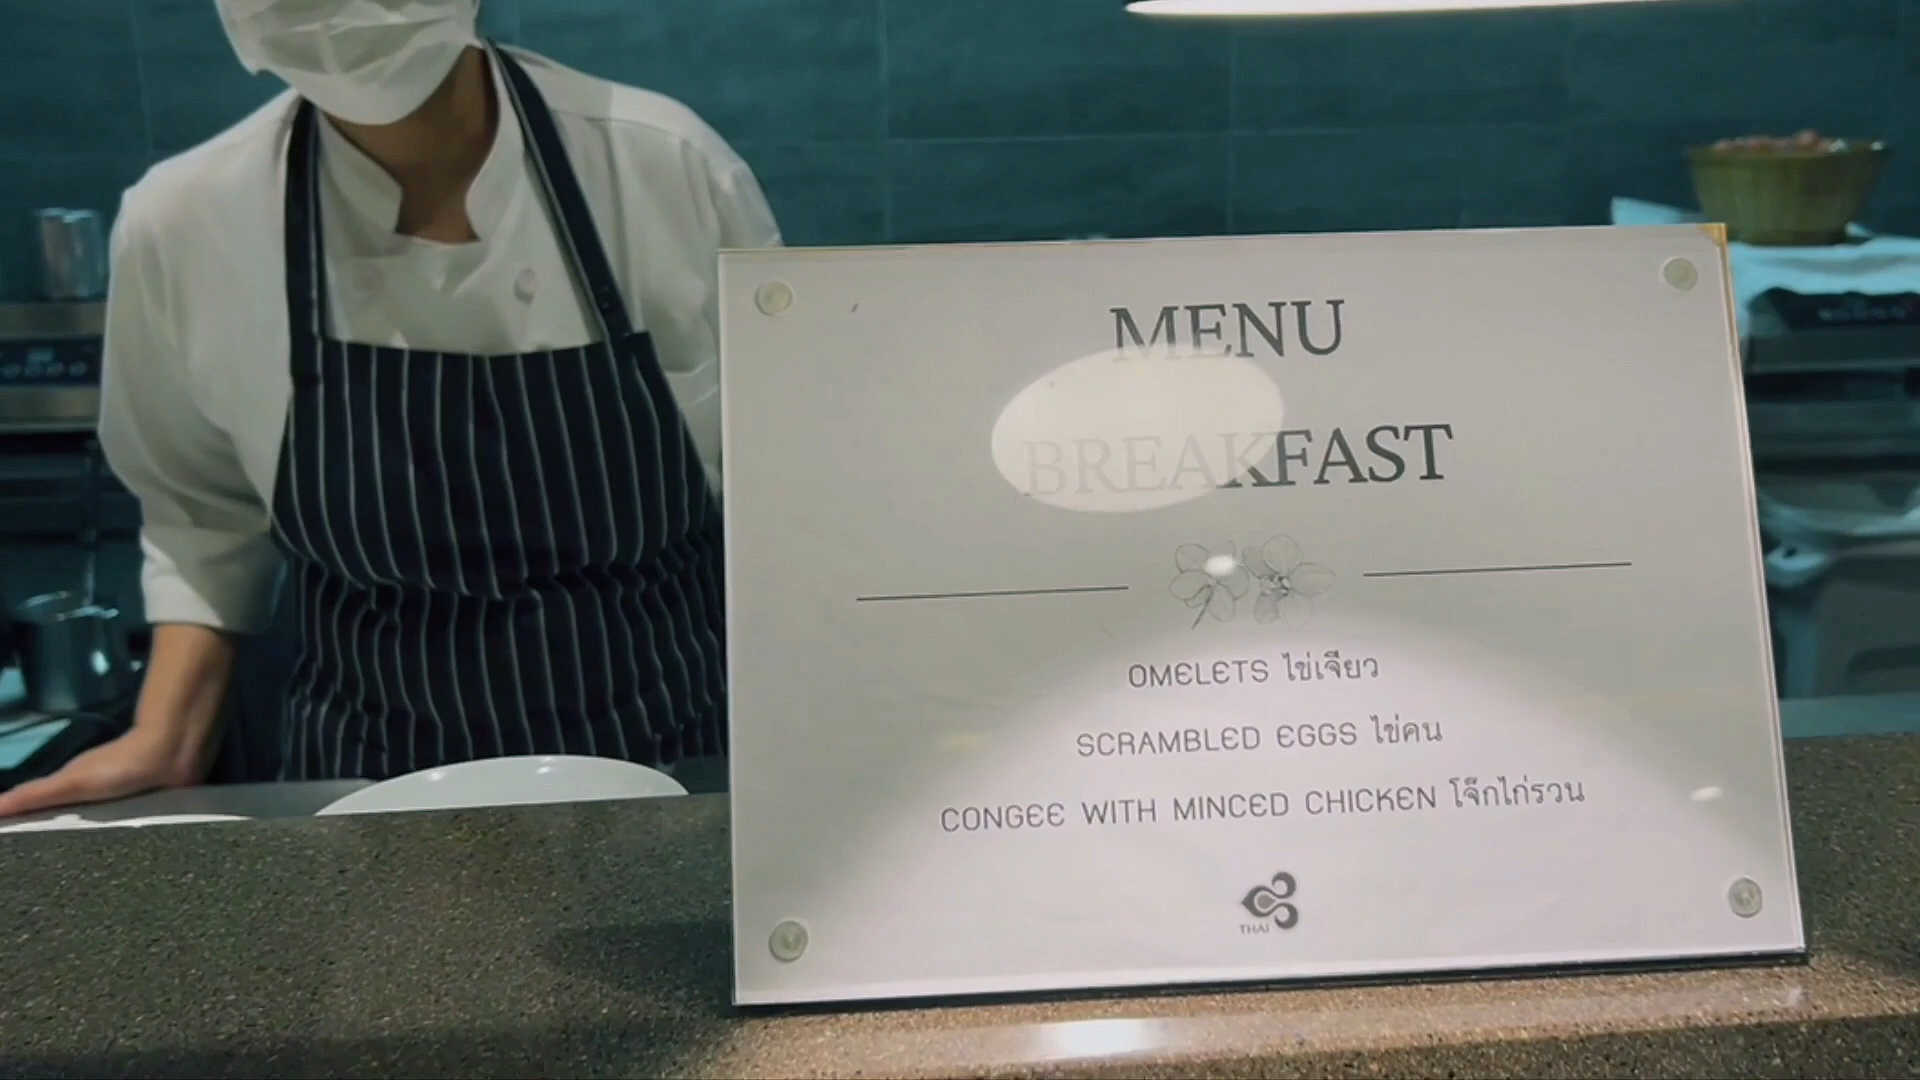 MENU
BREAKFAST
OMELETS ไข่เจียว
SCRAMBLED EGGS ไข่คน
CONGEE WITH MINCED CHICKEN โจ๊กไก่รวน
THAI